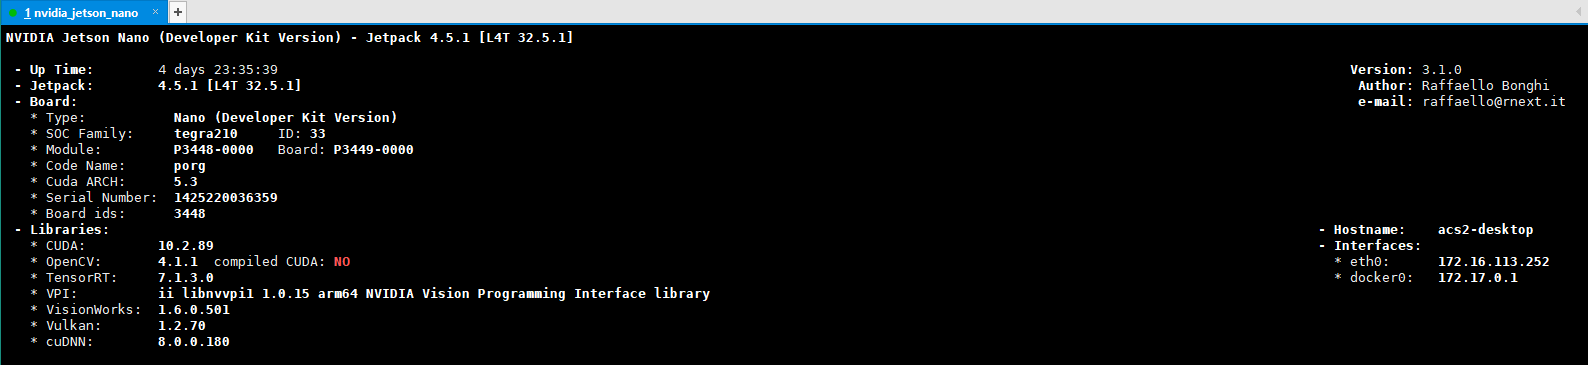 1 nvidia_jetson_nano × +
NVIDIA Jetson Nano (Developer Kit Version) - Jetpack 4.5.1 [L4T 32.5.1]
- Up Time: 4 days 23:35:39 Version: 3.1.0
- Jetpack: 4.5.1 [L4T 32.5.1] Author: Raffaello Bonghi
- Board: e-mail: raffaello@rnext.it
* Type: Nano (Developer Kit Version)
* SOC Family: tegra210 ID: 33
* Module: P3448-0000 Board: P3449-0000
* Code Name: porg
* Cuda ARCH: 5.3
* Serial Number: 1425220036359
* Board ids: 3448
- Libraries: - Hostname: acs2-desktop
* CUDA: 10.2.89 - Interfaces:
* OpenCV: 4.1.1 compiled CUDA: NO * eth0: 172.16.113.252
* TensorRT: 7.1.3.0 * docker0: 172.17.0.1
* VPI: ii libnvvpi1 1.0.15 arm64 NVIDIA Vision Programming Interface library
* VisionWorks: 1.6.0.501
* Vulkan: 1.2.70
* cuDNN: 8.0.0.180